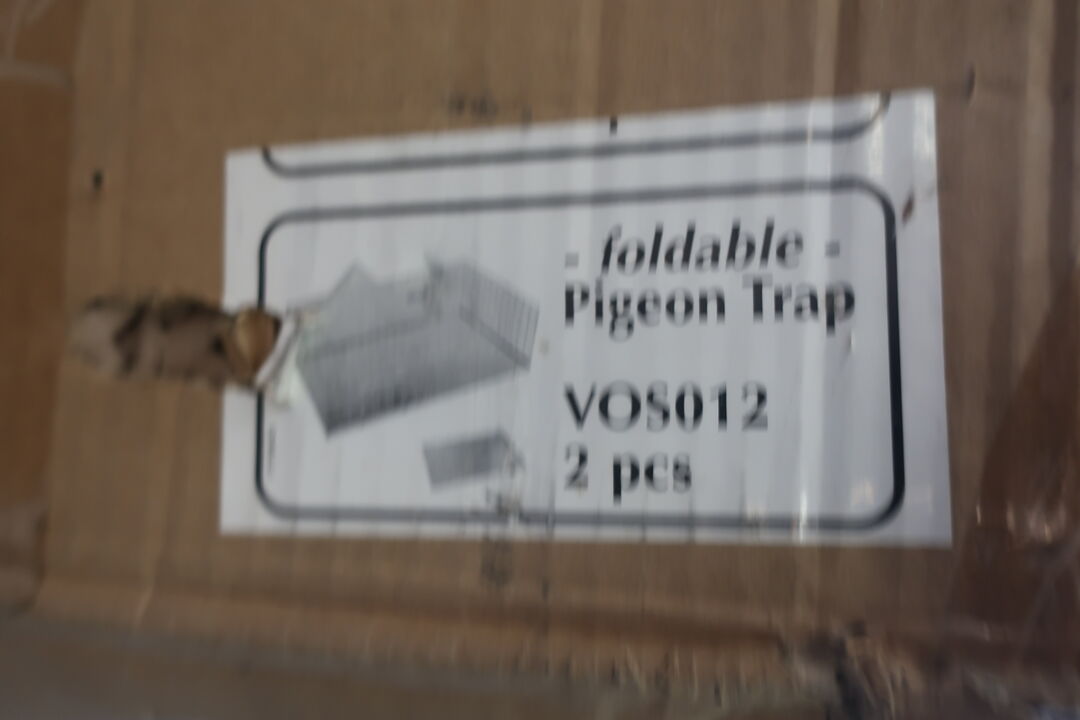 - foldable -
Pigeon Trap
VOS012
2 pcs